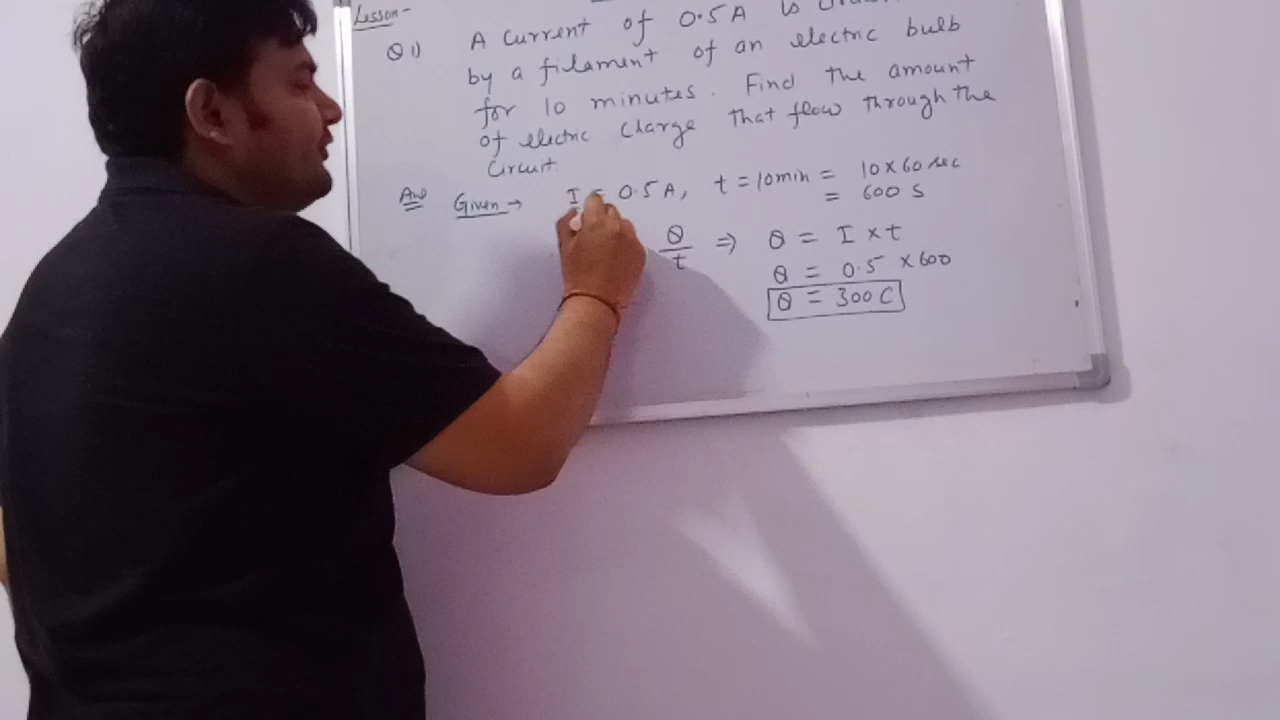 Lesson-
Q 1) A current of 0.5 A is
by a filament of an electric bulb
for 10 minutes. Find the amount
of electric charge that flow through the
circuit.
Ans Given → I = 0.5 A, t = 10 min = 10 × 60 sec
= 600 S
Q/t ⇒ Q = I × t
Q = 0.5 × 600
Q = 300 C